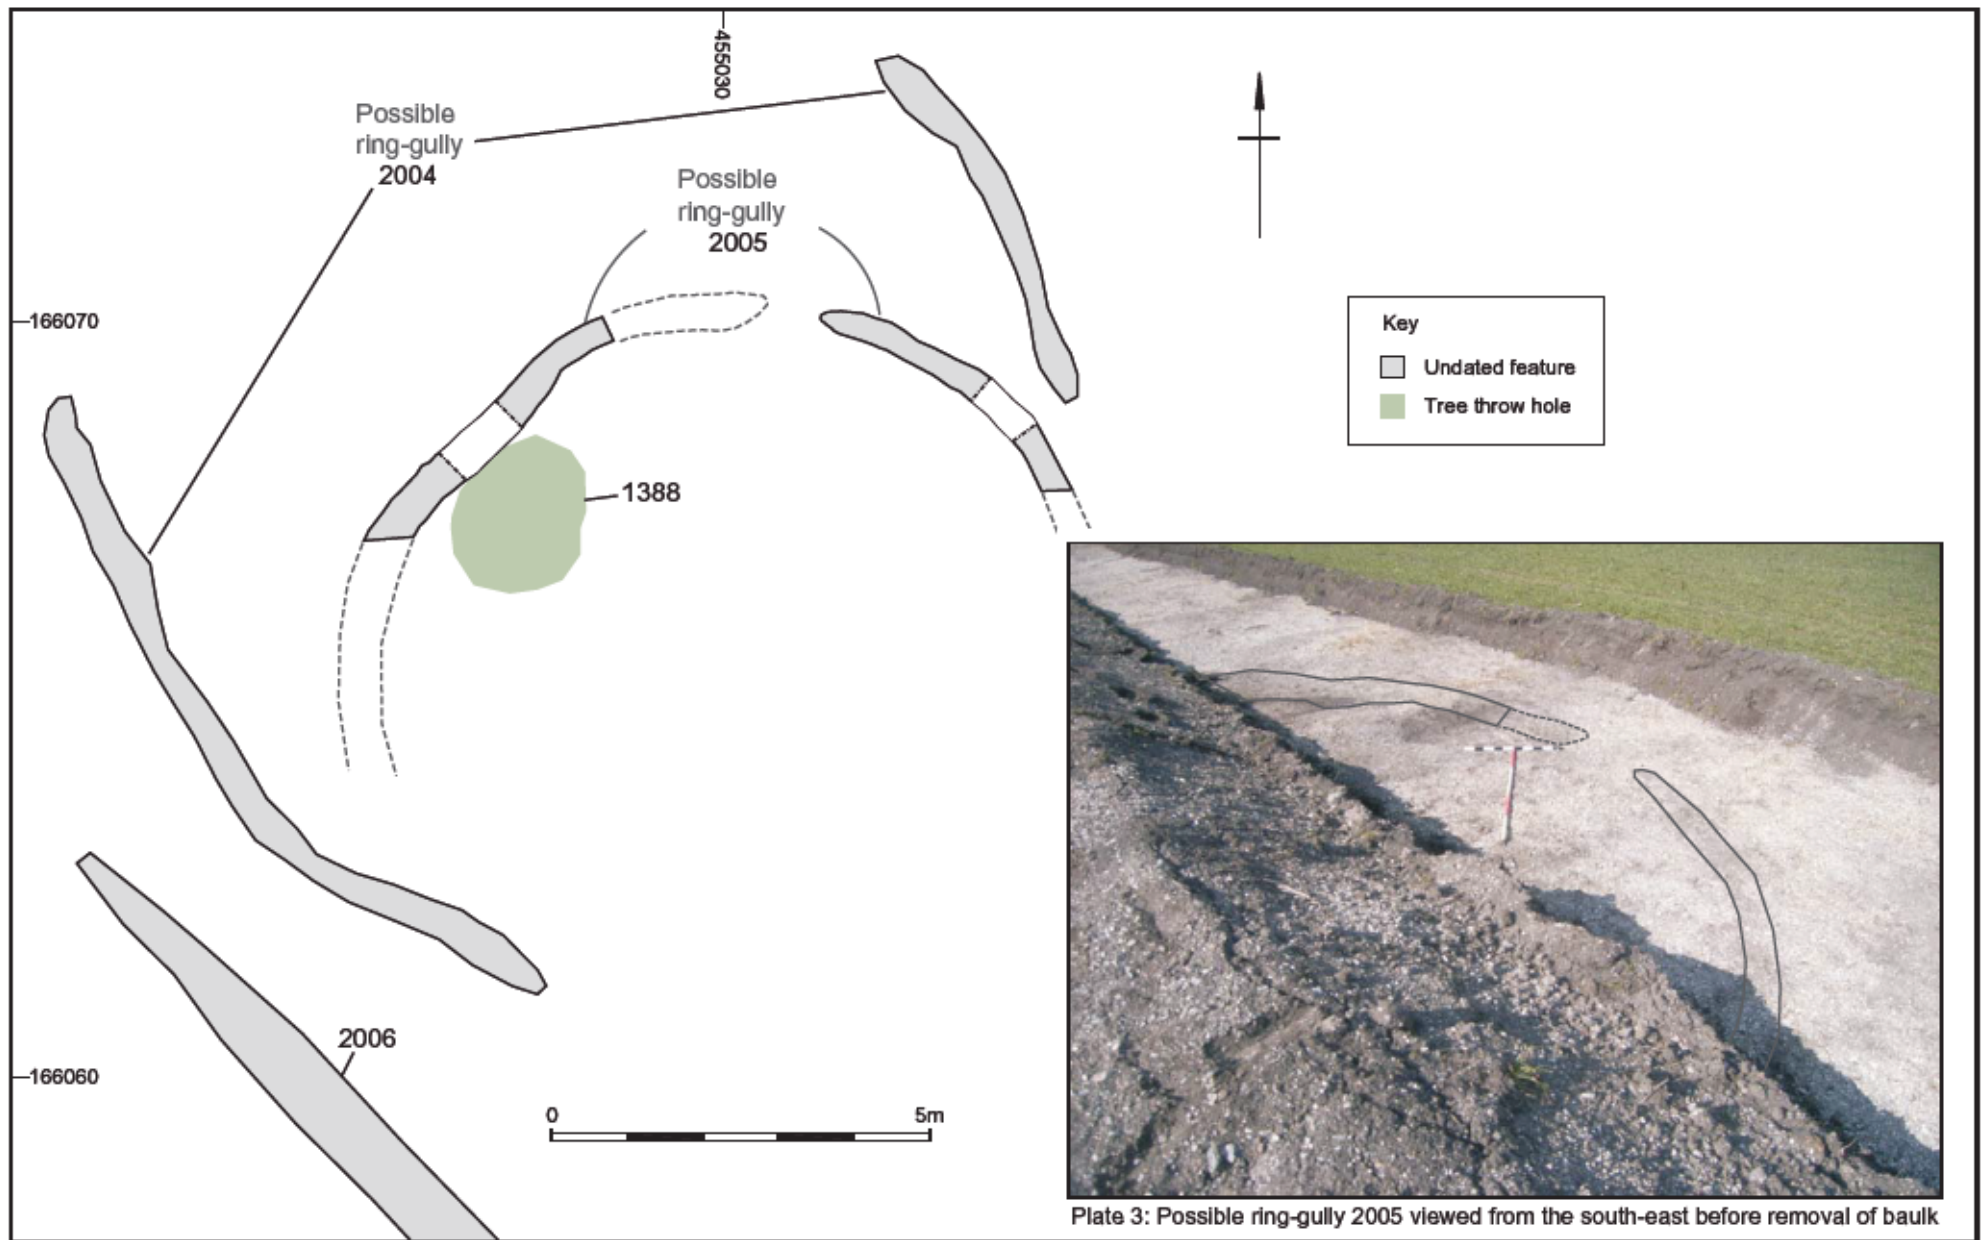 455030
Possible
ring-gully
2004
Possible
ring-gully
2005
166070
Key
Undated feature
Tree throw hole
1388
2006
166060
0 5m
Plate 3: Possible ring-gully 2005 viewed from the south-east before removal of baulk